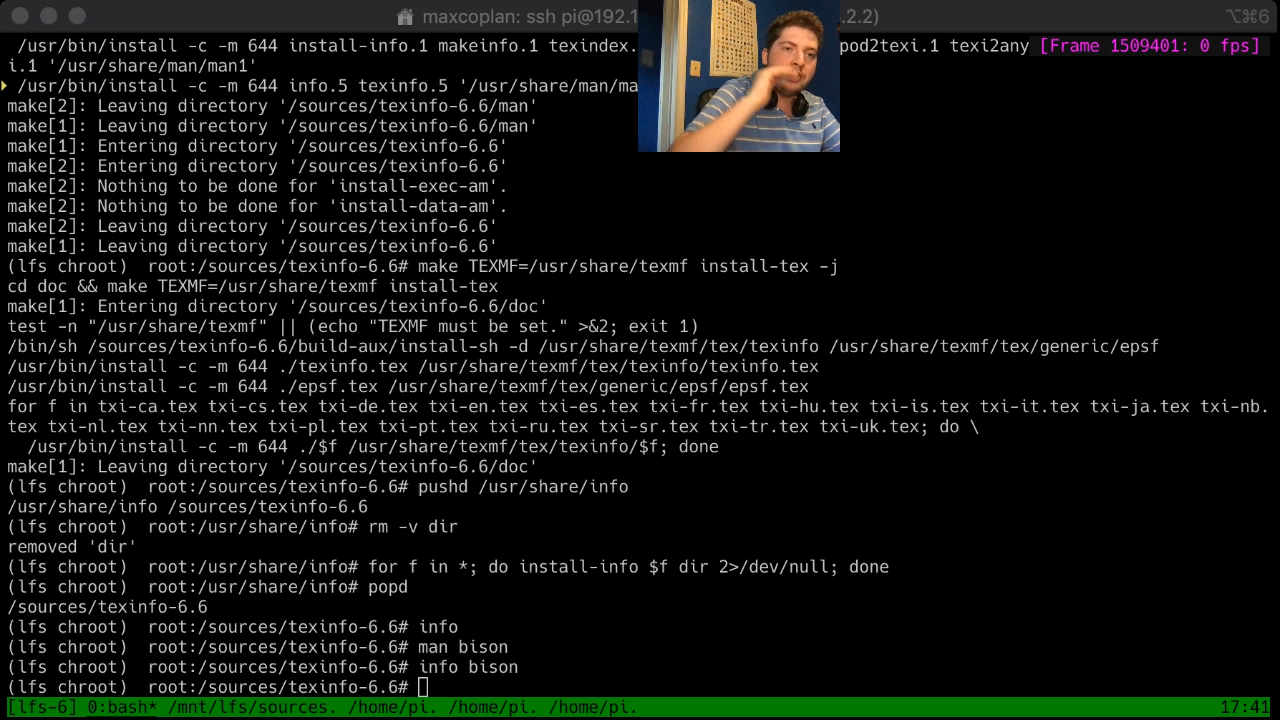 maxcoplan: ssh pi@192.1 .2.2)
⌥⌘6
/usr/bin/install -c -m 644 install-info.1 makeinfo.1 texindex. pod2texi.1 texi2any [Frame 1509401: 0 fps]
i.1 '/usr/share/man/man1'
/usr/bin/install -c -m 644 info.5 texinfo.5 '/usr/share/man/ma
make[2]: Leaving directory '/sources/texinfo-6.6/man'
make[1]: Leaving directory '/sources/texinfo-6.6/man'
make[1]: Entering directory '/sources/texinfo-6.6'
make[2]: Entering directory '/sources/texinfo-6.6'
make[2]: Nothing to be done for 'install-exec-am'.
make[2]: Nothing to be done for 'install-data-am'.
make[2]: Leaving directory '/sources/texinfo-6.6'
make[1]: Leaving directory '/sources/texinfo-6.6'
(lfs chroot)  root:/sources/texinfo-6.6# make TEXMF=/usr/share/texmf install-tex -j
cd doc && make TEXMF=/usr/share/texmf install-tex
make[1]: Entering directory '/sources/texinfo-6.6/doc'
test -n "/usr/share/texmf" || (echo "TEXMF must be set." >&2; exit 1)
/bin/sh /sources/texinfo-6.6/build-aux/install-sh -d /usr/share/texmf/tex/texinfo /usr/share/texmf/tex/generic/epsf
/usr/bin/install -c -m 644 ./texinfo.tex /usr/share/texmf/tex/texinfo/texinfo.tex
/usr/bin/install -c -m 644 ./epsf.tex /usr/share/texmf/tex/generic/epsf/epsf.tex
for f in txi-ca.tex txi-cs.tex txi-de.tex txi-en.tex txi-es.tex txi-fr.tex txi-hu.tex txi-is.tex txi-it.tex txi-ja.tex txi-nb.
tex txi-nl.tex txi-nn.tex txi-pl.tex txi-pt.tex txi-ru.tex txi-sr.tex txi-tr.tex txi-uk.tex; do \
/usr/bin/install -c -m 644 ./$f /usr/share/texmf/tex/texinfo/$f; done
make[1]: Leaving directory '/sources/texinfo-6.6/doc'
(lfs chroot)  root:/sources/texinfo-6.6# pushd /usr/share/info
/usr/share/info /sources/texinfo-6.6
(lfs chroot)  root:/usr/share/info# rm -v dir
removed 'dir'
(lfs chroot)  root:/usr/share/info# for f in *; do install-info $f dir 2>/dev/null; done
(lfs chroot)  root:/usr/share/info# popd
/sources/texinfo-6.6
(lfs chroot)  root:/sources/texinfo-6.6# info
(lfs chroot)  root:/sources/texinfo-6.6# man bison
(lfs chroot)  root:/sources/texinfo-6.6# info bison
(lfs chroot)  root:/sources/texinfo-6.6#
[lfs-6] 0:bash* /mnt/lfs/sources. /home/pi. /home/pi. /home/pi. 17:41